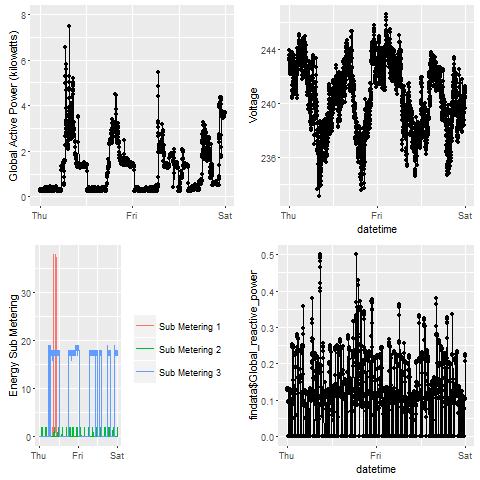 Global Active Power (kilowatts)
8
6
4
2
0
Thu
Fri
Sat
Voltage
244
240
236
Thu
Fri
Sat
datetime
Energy Sub Metering
30
20
10
0
Thu
Fri
Sat
Sub Metering 1
Sub Metering 2
Sub Metering 3
findata$Global_reactive_power
0.5
0.4
0.3
0.2
0.1
0.0
Thu
Fri
Sat
datetime